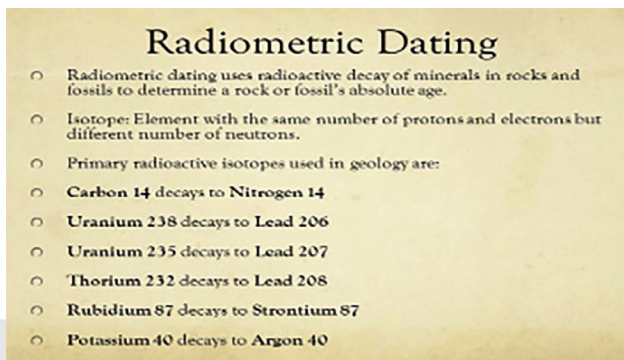 Radiometric Dating
Radiometric dating uses radioactive decay of minerals in rocks and
fossils to determine a rock or fossil's absolute age.
Isotope: Element with the same number of protons and electrons but
different number of neutrons.
Primary radioactive isotopes used in geology are:
Carbon 14 decays to Nitrogen 14
Uranium 238 decays to Lead 206
Uranium 235 decays to Lead 207
Thorium 232 decays to Lead 208
Rubidium 87 decays to Strontium 87
Potassium 40 decays to Argon 40